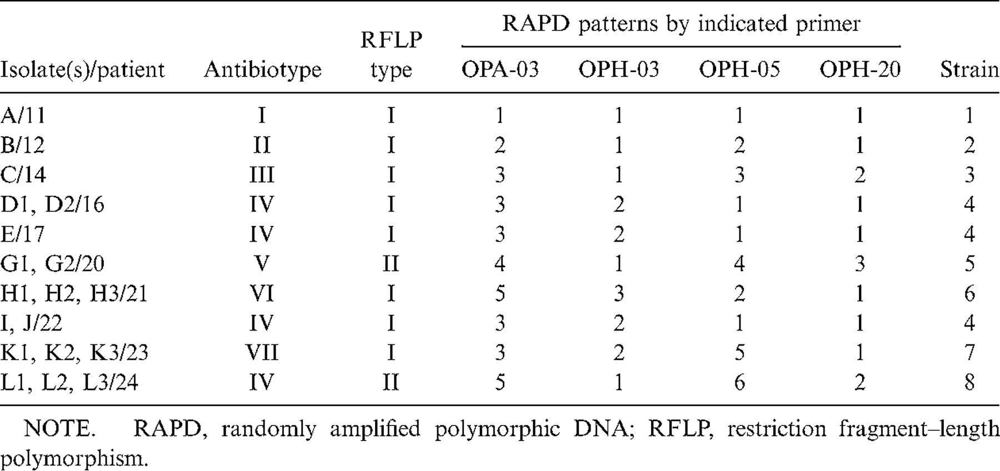 RAPD patterns by indicated primer
RFLP
Isolate(s)/patient Antibiotype type OPA-03 OPH-03 OPH-05 OPH-20 Strain
A/11 I I 1 1 1 1 1
B/12 II I 2 1 2 1 2
C/14 III I 3 1 3 2 3
D1, D2/16 IV I 3 2 1 1 4
E/17 IV I 3 2 1 1 4
G1, G2/20 V II 4 1 4 3 5
H1, H2, H3/21 VI I 5 3 2 1 6
I, J/22 IV I 3 2 1 1 4
K1, K2, K3/23 VII I 3 2 5 1 7
L1, L2, L3/24 IV II 5 1 6 2 8
NOTE. RAPD, randomly amplified polymorphic DNA; RFLP, restriction fragment–length
polymorphism.